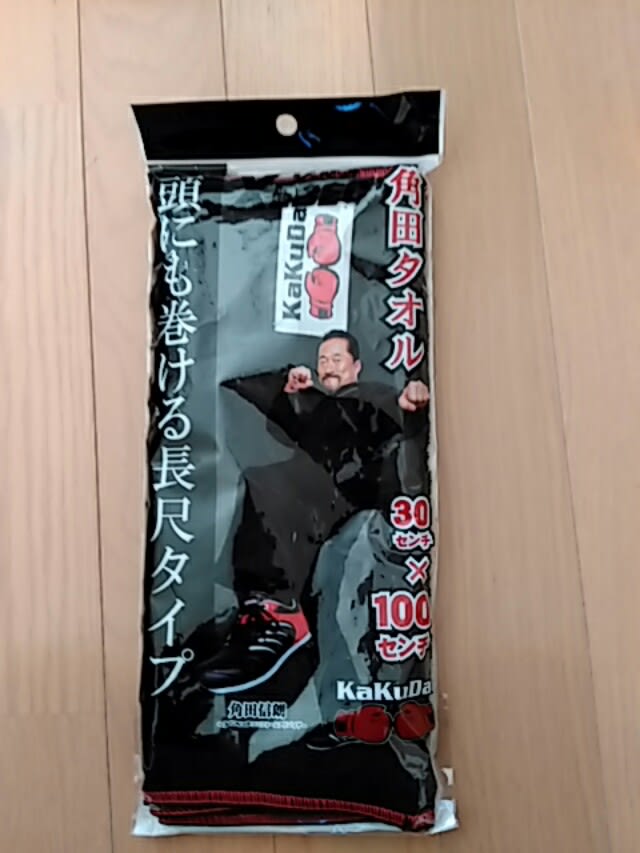 角田タオル
頭にも巻ける長尺タイプ
KaKuDa
30
センチ
×
100
センチ
KaKuDa
角田信朗